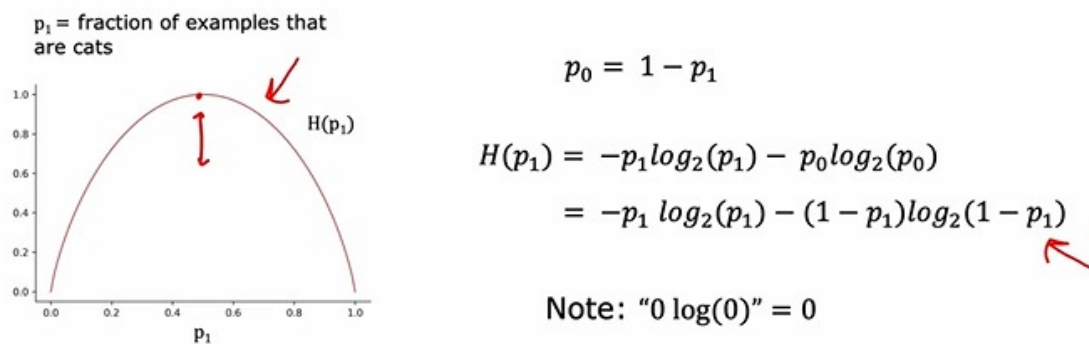 p₁ = fraction of examples that
are cats
1.0
0.8
0.6
0.4
0.2
0.0
H(p₁)
0.0 0.2 0.4 0.6 0.8 1.0
p₁
p₀ = 1 − p₁
H(p₁) = −p₁log₂(p₁) − p₀log₂(p₀)
= −p₁ log₂(p₁) − (1 − p₁)log₂(1 − p₁)
Note: “0 log(0)” = 0